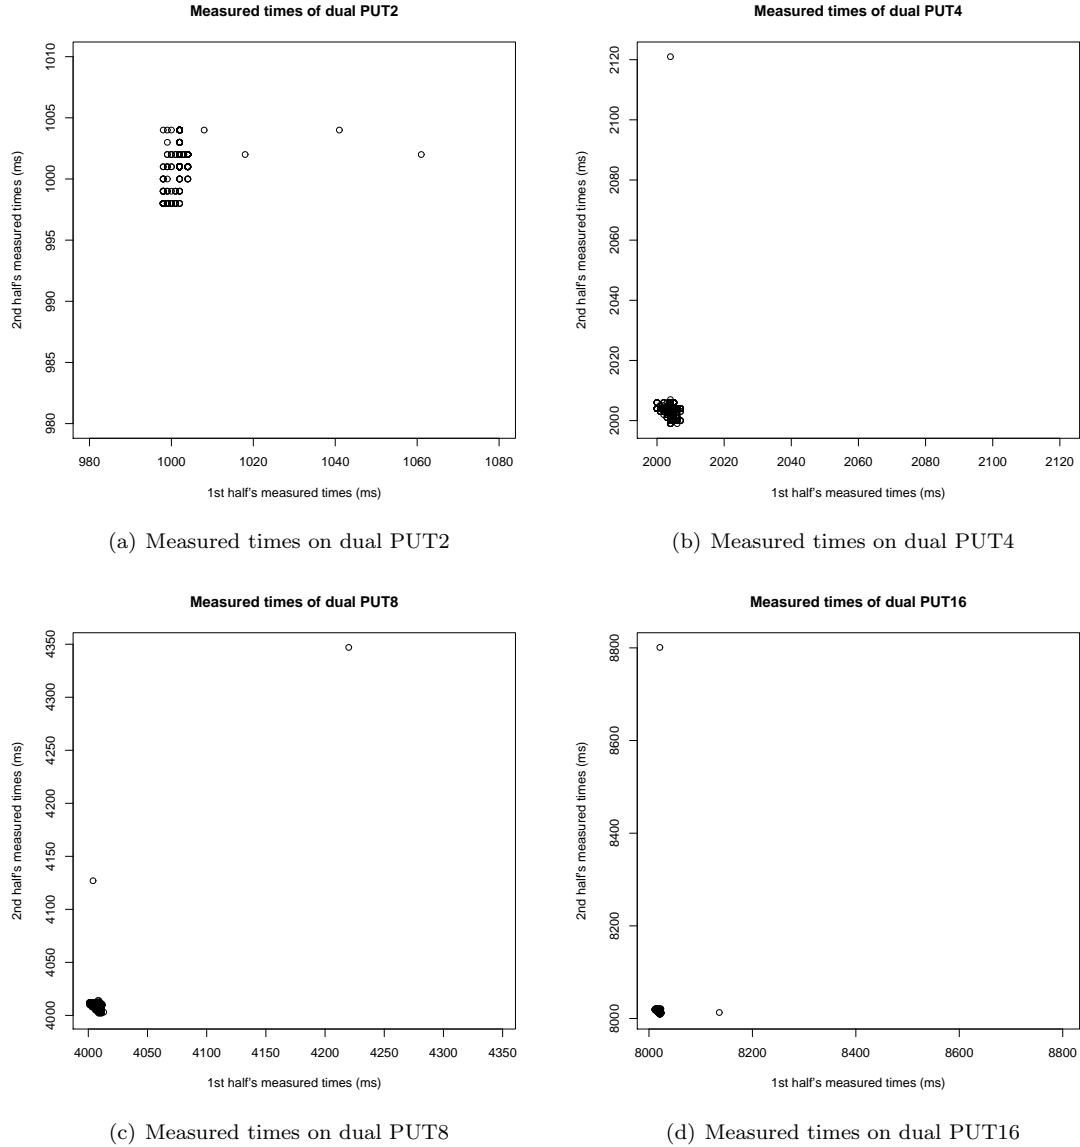 Measured times of dual PUT2
2nd half's measured times (ms)
1010
1005
1000
995
990
985
980
980 1000 1020 1040 1060 1080
1st half's measured times (ms)
(a) Measured times on dual PUT2
Measured times of dual PUT4
2nd half's measured times (ms)
2120
2100
2080
2060
2040
2020
2000
2000 2020 2040 2060 2080 2100 2120
1st half's measured times (ms)
(b) Measured times on dual PUT4
Measured times of dual PUT8
2nd half's measured times (ms)
4350
4300
4250
4200
4150
4100
4050
4000
4000 4050 4100 4150 4200 4250 4300 4350
1st half's measured times (ms)
(c) Measured times on dual PUT8
Measured times of dual PUT16
2nd half's measured times (ms)
8800
8600
8400
8200
8000
8000 8200 8400 8600 8800
1st half's measured times (ms)
(d) Measured times on dual PUT16